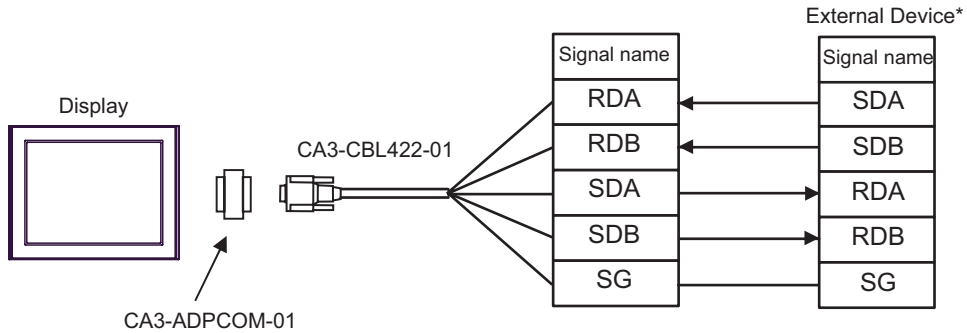 External Device*
Signal name
Signal name
Display
RDA
SDA
CA3-CBL422-01
RDB
SDB
SDA
RDA
SDB
RDB
SG
SG
CA3-ADPCOM-01